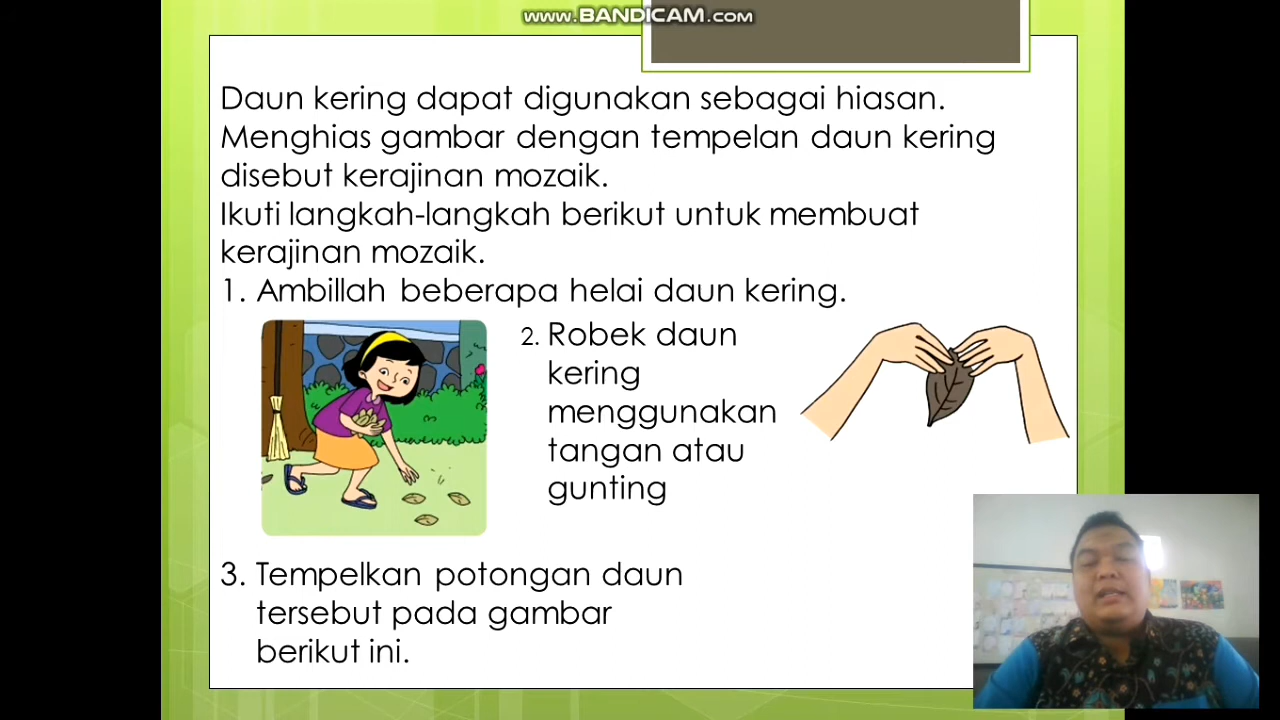 www.BANDICAM.com
Daun kering dapat digunakan sebagai hiasan.
Menghias gambar dengan tempelan daun kering
disebut kerajinan mozaik.
Ikuti langkah-langkah berikut untuk membuat
kerajinan mozaik.
1. Ambillah beberapa helai daun kering.
2. Robek daun
kering
menggunakan
tangan atau
gunting
3. Tempelkan potongan daun
tersebut pada gambar
berikut ini.